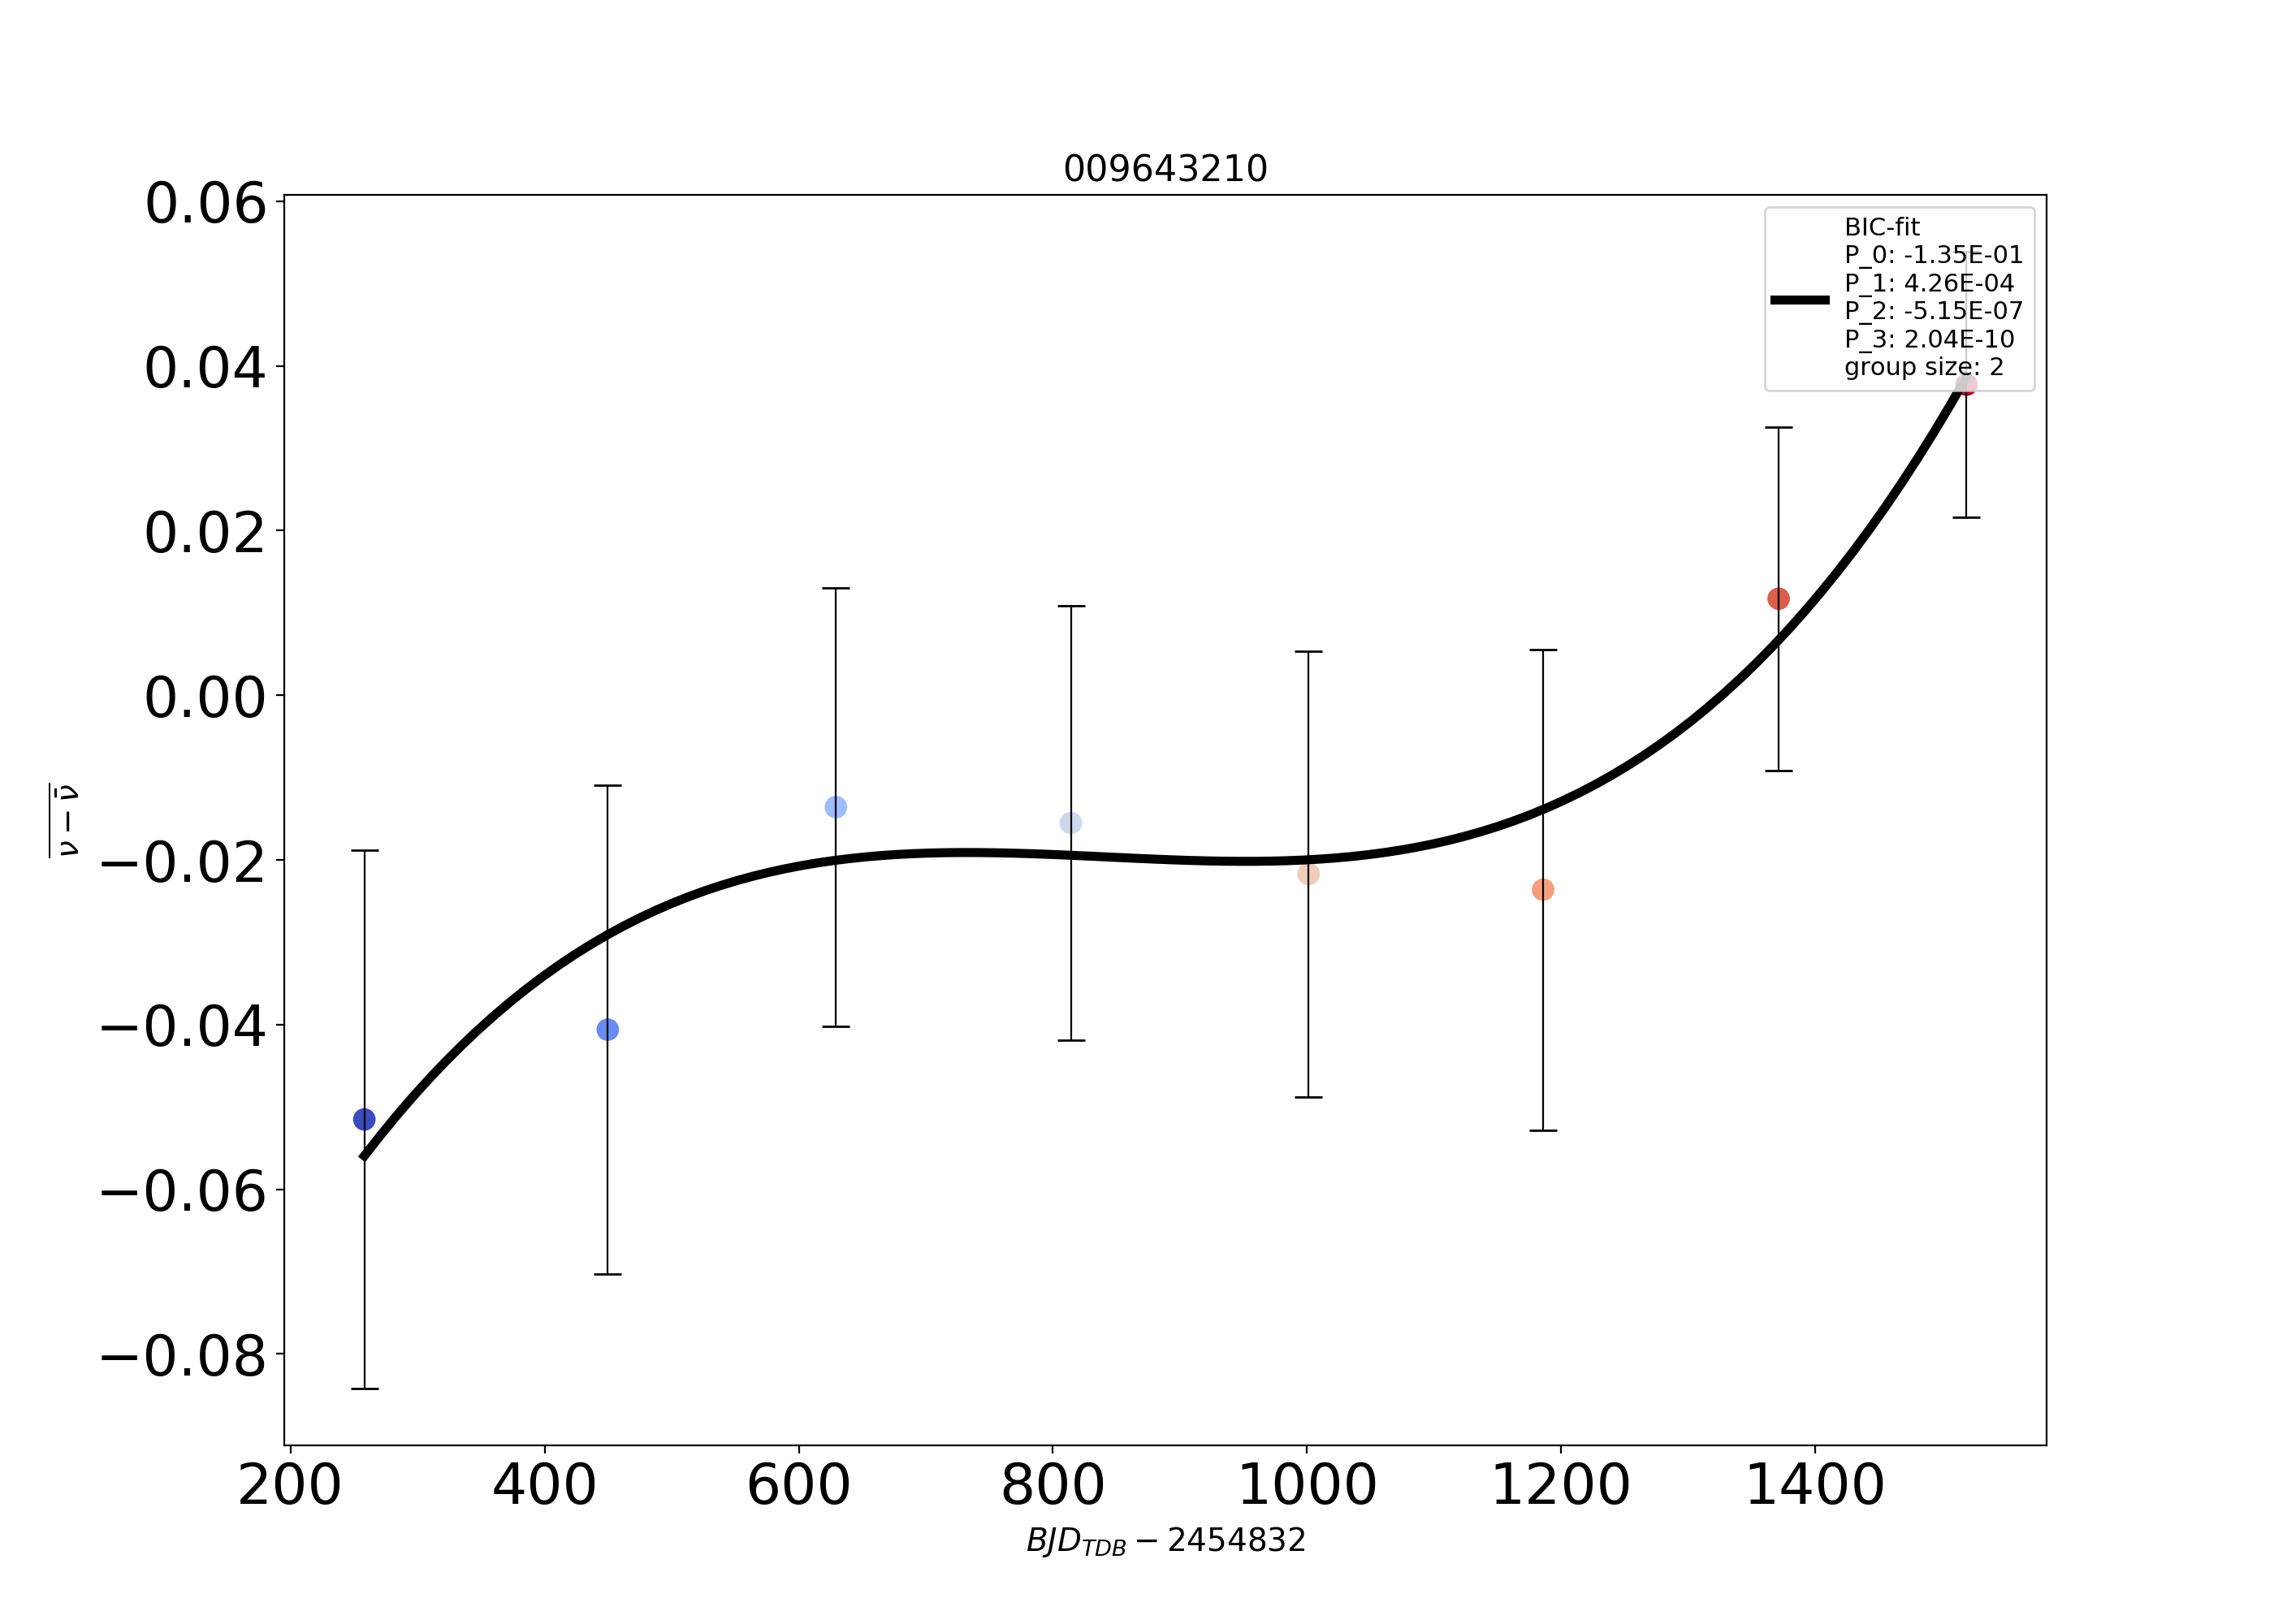 009643210
0.06
0.04
0.02
0.00
−0.02
−0.04
−0.06
−0.08
BIC-fit
P_0: -1.35E-01
P_1: 4.26E-04
P_2: -5.15E-07
P_3: 2.04E-10
group size: 2
ν − ν̄
200 400 600 800 1000 1200 1400
BJD_TDB − 2454832